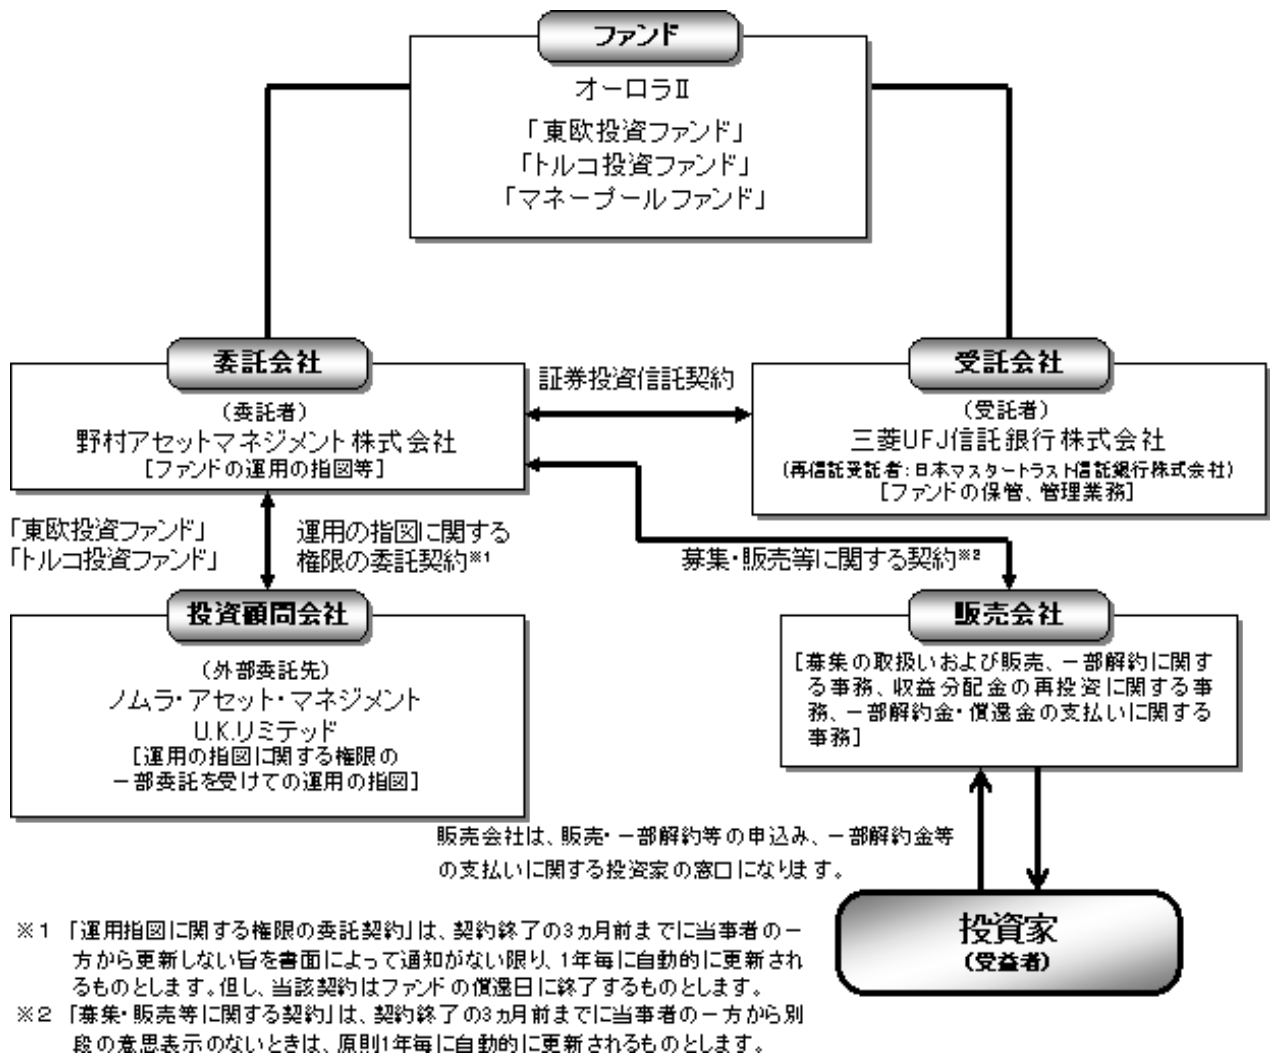 ファンド
オーロラⅡ
「東欧投資ファンド」
「トルコ投資ファンド」
「マネープールファンド」
委託会社
(委託者)
野村アセットマネジメント株式会社
[ファンドの運用の指図等]
証券投資信託契約
受託会社
(受託者)
三菱UFJ信託銀行株式会社
(再信託受託者:日本マスタートラスト信託銀行株式会社)
[ファンドの保管、管理業務]
「東欧投資ファンド」
「トルコ投資ファンド」
運用の指図に関する
権限の委託契約※1
募集・販売等に関する契約※2
投資顧問会社
(外部委託先)
ノムラ・アセット・マネジメント
U.K.リミテッド
[運用の指図に関する権限の
一部委託を受けての運用の指図]
販売会社
[募集の取扱いおよび販売、一部解約に関す
る事務、収益分配金の再投資に関する事
務、一部解約金・償還金の支払いに関する
事務]
販売会社は、販売・一部解約等の申込み、一部解約金等
の支払いに関する投資家の窓口になります。
投資家
(受益者)
※1 「運用指図に関する権限の委託契約」は、契約終了の3ヵ月前までに当事者の一
方から更新しない旨を書面によって通知がない限り、1年毎に自動的に更新され
るものとします。但し、当該契約はファンドの償還日に終了するものとします。
※2 「募集・販売等に関する契約」は、契約終了の3ヵ月前までに当事者の一方から別
段の意思表示のないときは、原則1年毎に自動的に更新されるものとします。